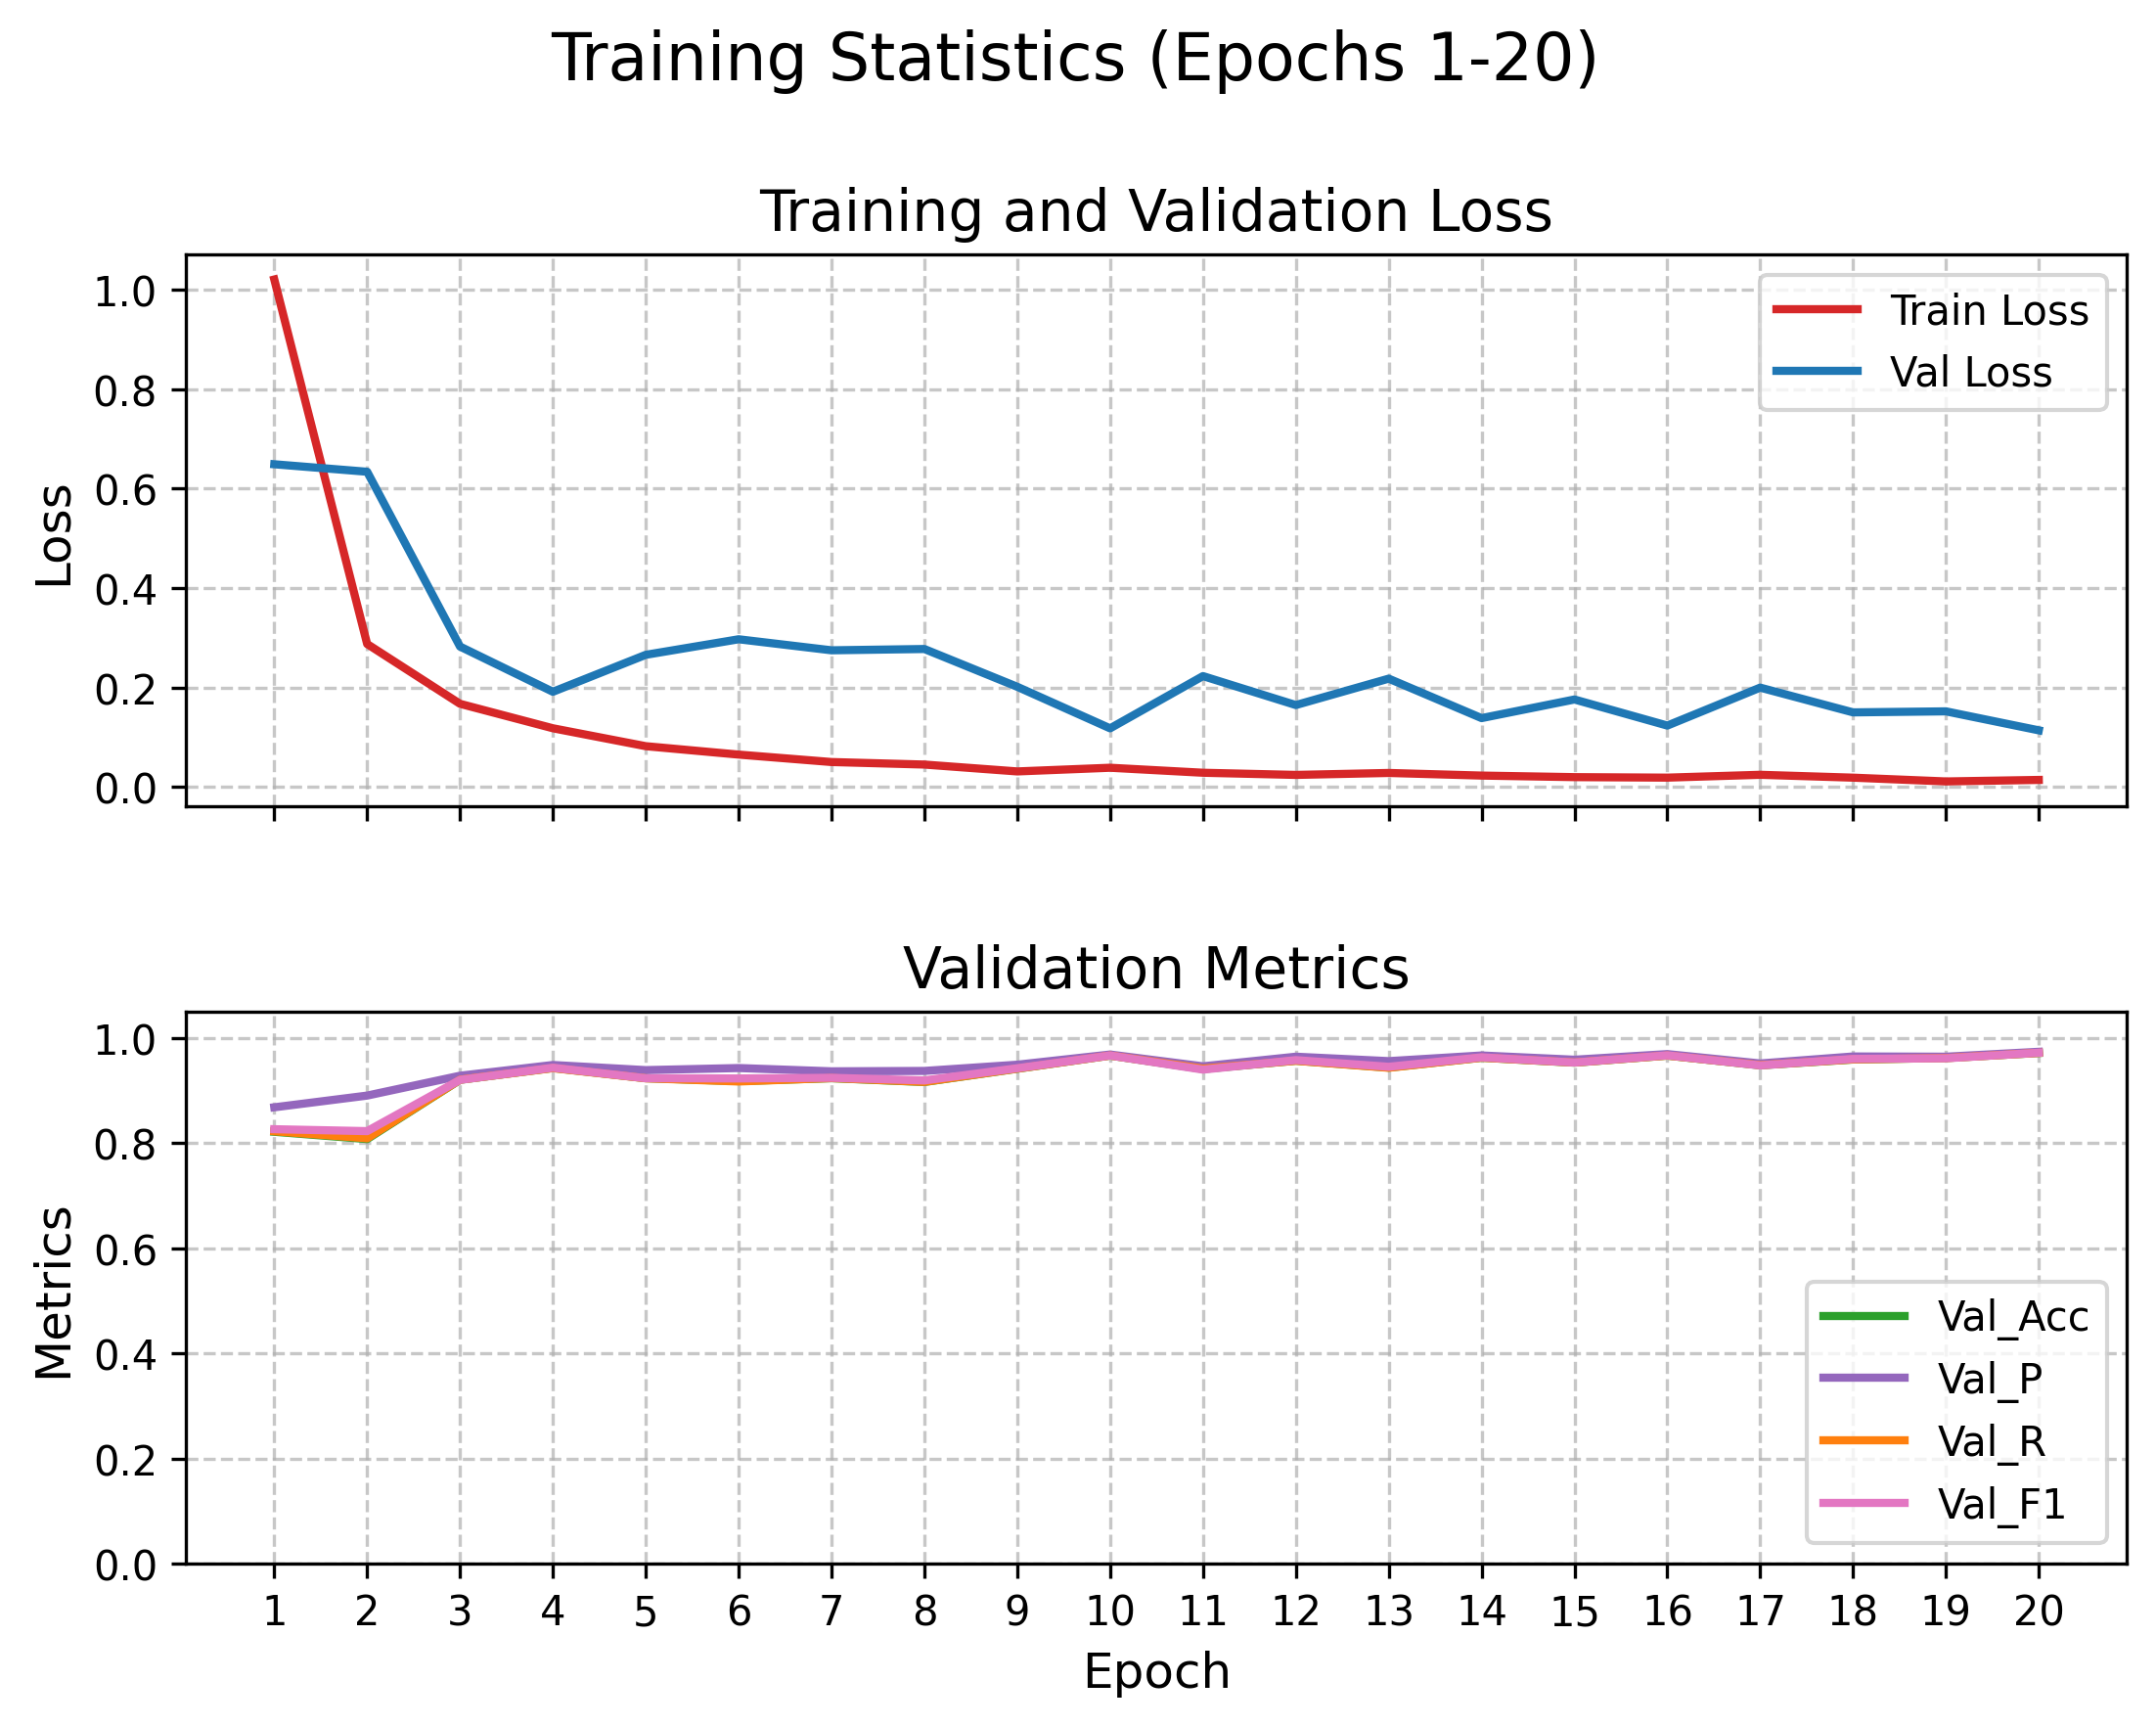 Training Statistics (Epochs 1-20)
Training and Validation Loss
1.0
0.8
0.6
0.4
0.2
0.0
Loss
Train Loss
Val Loss
Validation Metrics
1.0
0.8
0.6
0.4
0.2
0.0
Metrics
Val_Acc
Val_P
Val_R
Val_F1
1 2 3 4 5 6 7 8 9 10 11 12 13 14 15 16 17 18 19 20
Epoch